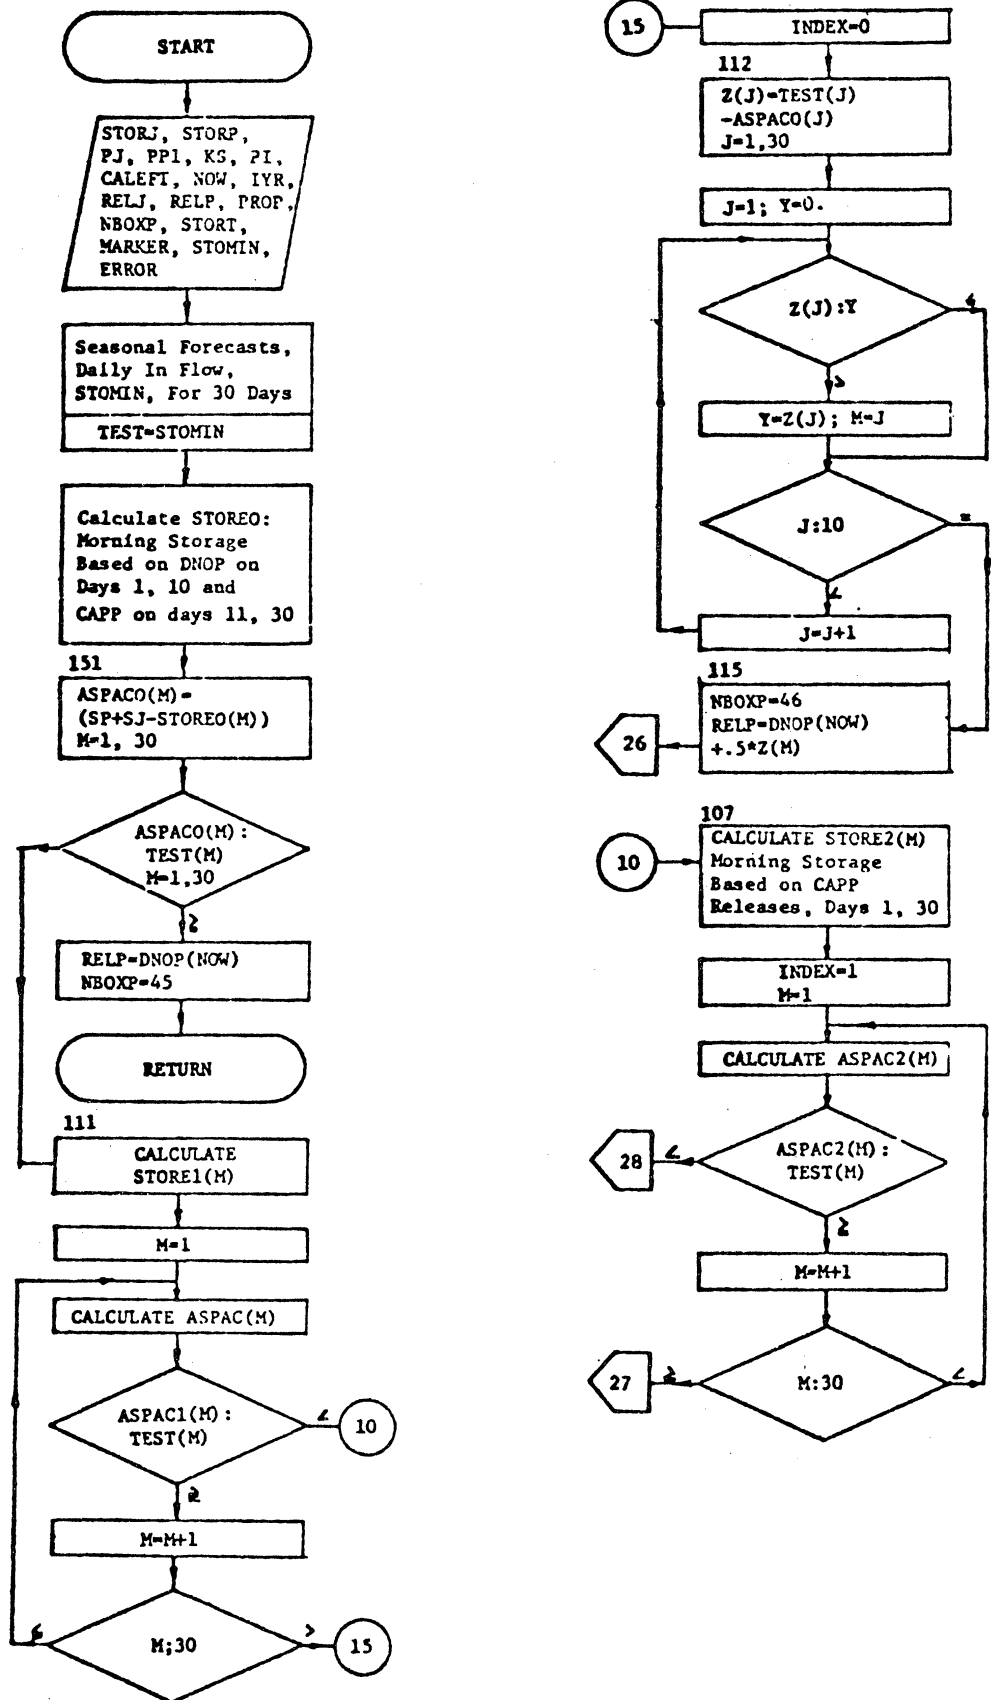 START
STORJ, STORP,
PJ, PP1, KS, PI,
CALEFT, NOW, IYR,
RELJ, RELP, PROP,
NBOXP, STORT,
MARKER, STOMIN,
ERROR
Seasonal Forecasts,
Daily In Flow,
STOMIN, For 30 Days
TEST=STOMIN
Calculate STOREO:
Morning Storage
Based on DNOP on
Days 1, 10 and
CAPP on days 11, 30
151
ASPACO(M)=
(SP+SJ-STOREO(M))
M=1, 30
ASPACO(M):
TEST(M)
M=1,30
≥
RELP=DNOP(NOW)
NBOXP=45
RETURN
111
CALCULATE
STORE1(M)
M=1
CALCULATE ASPAC(M)
ASPAC1(M):
TEST(M)
<
10
≥
M=M+1
M;30
≤
>
15
15
INDEX=0
112
Z(J)=TEST(J)
-ASPACO(J)
J=1,30
J=1; Y=0.
Z(J):Y
≤
>
Y=Z(J); M=J
J:10
=
<
J=J+1
115
NBOXP=46
RELP=DNOP(NOW)
+.5*Z(M)
26
107
10
CALCULATE STORE2(M)
Morning Storage
Based on CAPP
Releases, Days 1, 30
INDEX=1
M=1
CALCULATE ASPAC2(M)
ASPAC2(M):
TEST(M)
<
28
≥
M=M+1
M:30
≥
27
<